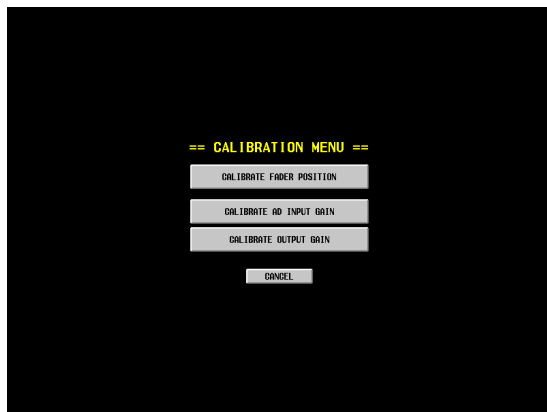 == CALIBRATION MENU ==
CALIBRATE FADER POSITION
CALIBRATE AD INPUT GAIN
CALIBRATE OUTPUT GAIN
CANCEL